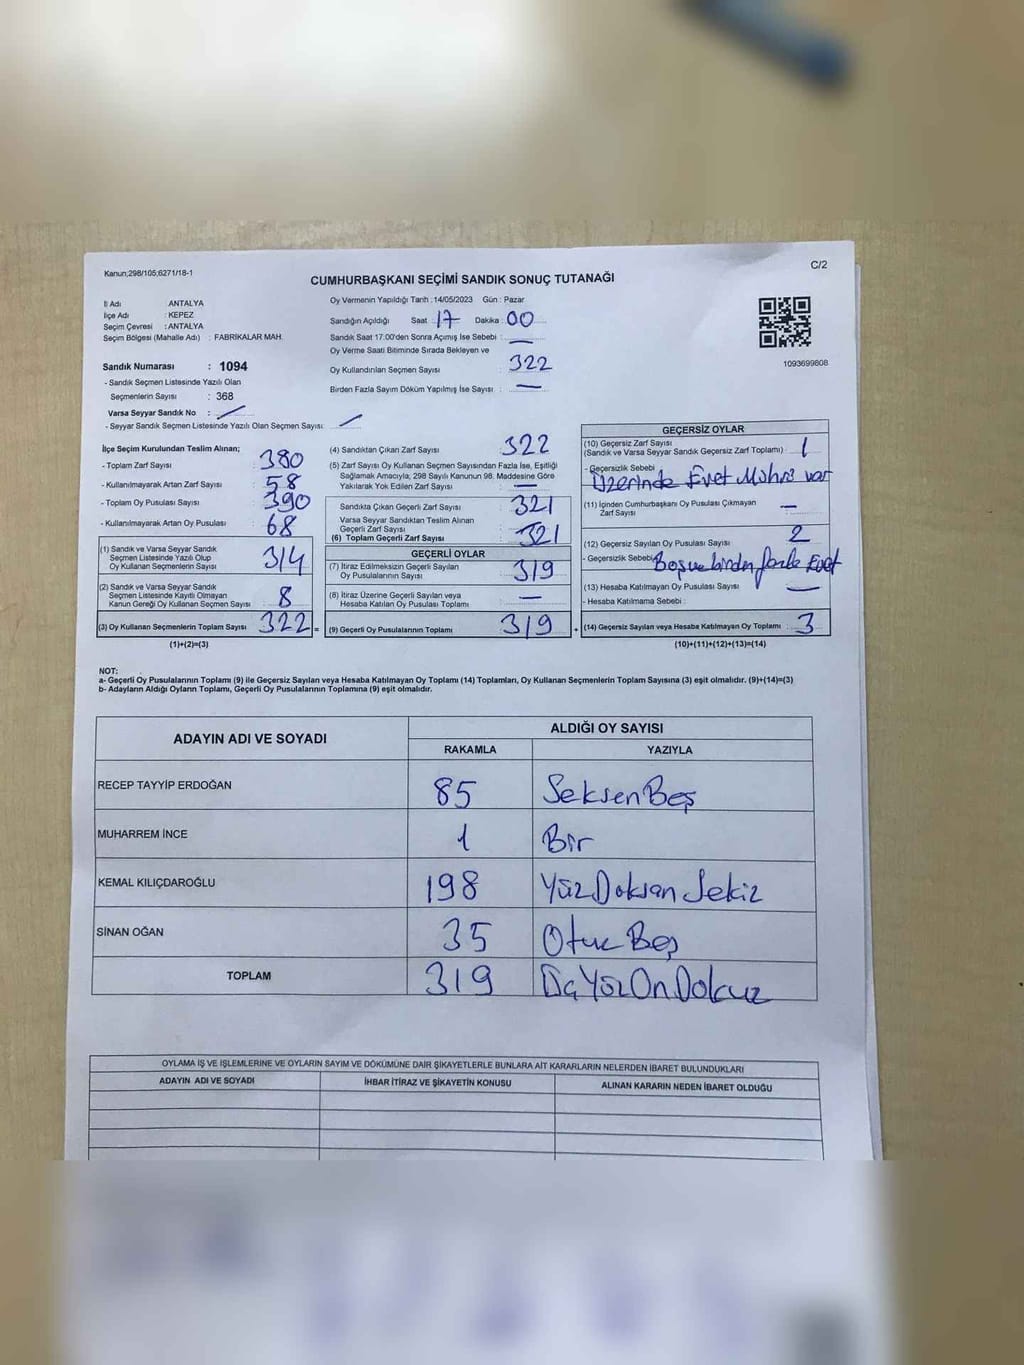 Kanun;298/105;6271/18-1
C/2
CUMHURBAŞKANI SEÇİMİ SANDIK SONUÇ TUTANAĞI
İl Adı : ANTALYA
İlçe Adı : KEPEZ
Seçim Çevresi : ANTALYA
Seçim Bölgesi (Mahalle Adı) : FABRİKALAR MAH.
Sandık Numarası : 1094
- Sandık Seçmen Listesinde Yazılı Olan
Seçmenlerin Sayısı : 368
Varsa Seyyar Sandık No :
- Seyyar Sandık Seçmen Listesinde Yazılı Olan Seçmen Sayısı:
Oy Vermenin Yapıldığı Tarih :14/05/2023 Gün : Pazar
Sandığın Açıldığı Saat : 17 Dakika : 00
Sandık Saat 17.00'den Sonra Açımış İse Sebebi : —
Oy Verme Saati Bitiminde Sırada Bekleyen ve
Oy Kullandırılan Seçmen Sayısı : 322
Birden Fazla Sayım Döküm Yapılmış İse Sayısı : —
1093699808
İlçe Seçim Kurulundan Teslim Alınan;
- Toplam Zarf Sayısı 380
- Kullanılmayarak Artan Zarf Sayısı 58
- Toplam Oy Pusulası Sayısı 390
- Kullanılmayarak Artan Oy Pusulası 68
(1) Sandık ve Varsa Seyyar Sandık
Seçmen Listesinde Yazılı Olup
Oy Kullanan Seçmenlerin Sayısı 314
(2) Sandık ve Varsa Seyyar Sandık
Seçmen Listesinde Kayıtlı Olmayan
Kanun Gereği Oy Kullanan Seçmen Sayısı 8
(3) Oy Kullanan Seçmenlerin Toplam Sayısı 322 =
(1)+(2)=(3)
(4) Sandıktan Çıkan Zarf Sayısı 322
(5) Zarf Sayısı Oy Kullanan Seçmen Sayısından Fazla İse, Eşitliği
Sağlamak Amacıyla; 298 Sayılı Kanunun 98. Maddesine Göre
Yakılarak Yok Edilen Zarf Sayısı —
Sandıkta Çıkan Geçerli Zarf Sayısı 321
Varsa Seyyar Sandıktan Teslim Alınan
Geçerli Zarf Sayısı
(6) Toplam Geçerli Zarf Sayısı 321
GEÇERLİ OYLAR
(7) İtiraz Edilmeksizin Geçerli Sayılan
Oy Pusulalarının Sayısı 319
(8) İtiraz Üzerine Geçerli Sayılan veya
Hesaba Katılan Oy Pusulası Toplamı —
(9) Geçerli Oy Pusulalarının Toplamı 319 +
GEÇERSİZ OYLAR
(10) Geçersiz Zarf Sayısı
(Sandık ve Varsa Seyyar Sandık Geçersiz Zarf Toplamı) : 1
- Geçersizlik Sebebi
Üzerinde Evet Mührü var
(11) İçinden Cumhurbaşkanı Oy Pusulası Çıkmayan
Zarf Sayısı —
(12) Geçersiz Sayılan Oy Pusulası Sayısı 2
- Geçersizlik Sebebi Boş ve birden fazla Evet
(13) Hesaba Katılmayan Oy Pusulası Sayısı —
- Hesaba Katılmama Sebebi :
(14) Geçersiz Sayılan veya Hesaba Katılmayan Oy Toplamı : 3
(10)+(11)+(12)+(13)=(14)
NOT:
a- Geçerli Oy Pusulalarının Toplamı (9) ile Geçersiz Sayılan veya Hesaba Katılmayan Oy Toplamı (14) Toplamları, Oy Kullanan Seçmenlerin Toplam Sayısına (3) eşit olmalıdır. (9)+(14)=(3)
b- Adayların Aldığı Oyların Toplamı, Geçerli Oy Pusulalarının Toplamına (9) eşit olmalıdır.
ADAYIN ADI VE SOYADI ALDIĞI OY SAYISI
RAKAMLA YAZIYLA
RECEP TAYYİP ERDOĞAN 85 SeksenBeş
MUHARREM İNCE 1 Bir
KEMAL KILIÇDAROĞLU 198 YüzDoksanSekiz
SİNAN OĞAN 35 OtuzBeş
TOPLAM 319 ÜçYüzOnDokuz
OYLAMA İŞ VE İŞLEMLERİNE VE OYLARIN SAYIM VE DÖKÜMÜNE DAİR ŞİKAYETLERLE BUNLARA AİT KARARLARIN NELERDEN İBARET BULUNDUKLARI
ADAYIN ADI VE SOYADI İHBAR İTİRAZ VE ŞİKAYETİN KONUSU ALINAN KARARIN NEDEN İBARET OLDUĞU